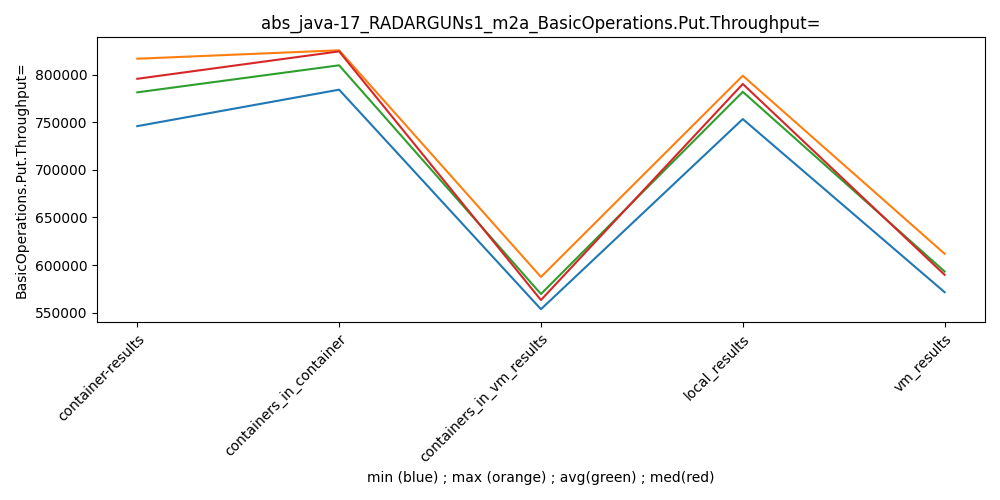 abs_java-17_RADARGUNs1_m2a_BasicOperations.Put.Throughput=
BasicOperations.Put.Throughput=
800000
750000
700000
650000
600000
550000
container-results
containers_in_container
containers_in_vm_results
local_results
vm_results
min (blue) ; max (orange) ; avg(green) ; med(red)